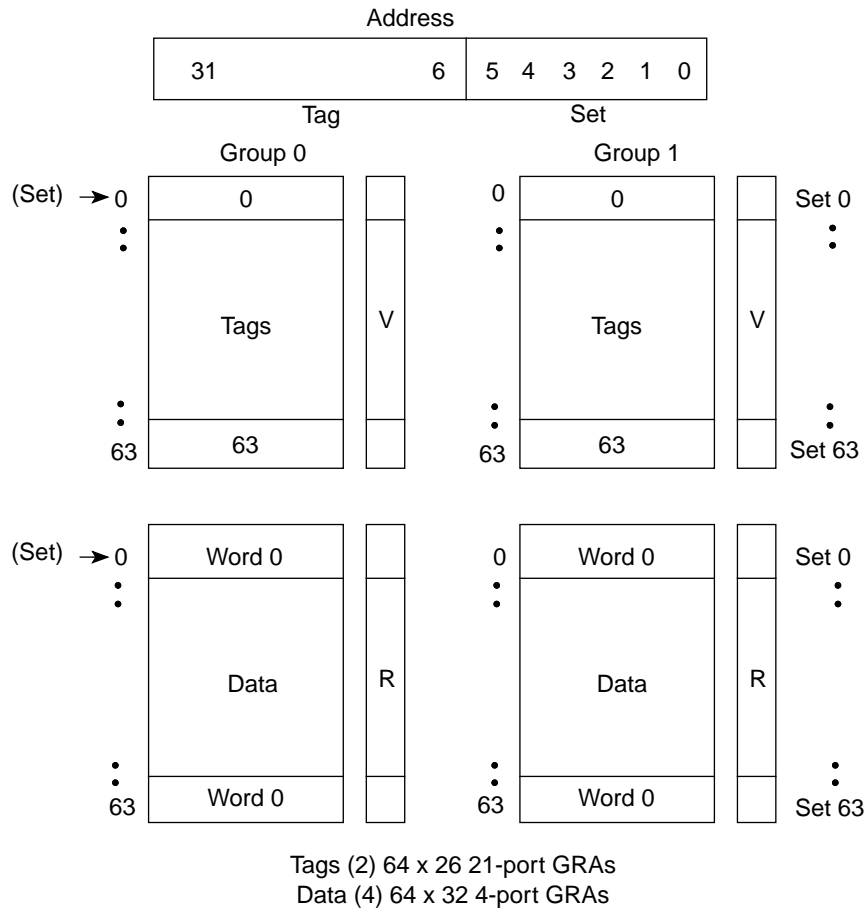 Address
31 6 5 4 3 2 1 0
Tag Set
Group 0 Group 1
(Set) 0 0 0 0 Set 0
Tags V Tags V
63 63 63 63 Set 63
(Set) 0 Word 0 0 Word 0 Set 0
Data R Data R
63 Word 0 63 Word 0 Set 63
Tags (2) 64 x 26 21-port GRAs
Data (4) 64 x 32 4-port GRAs